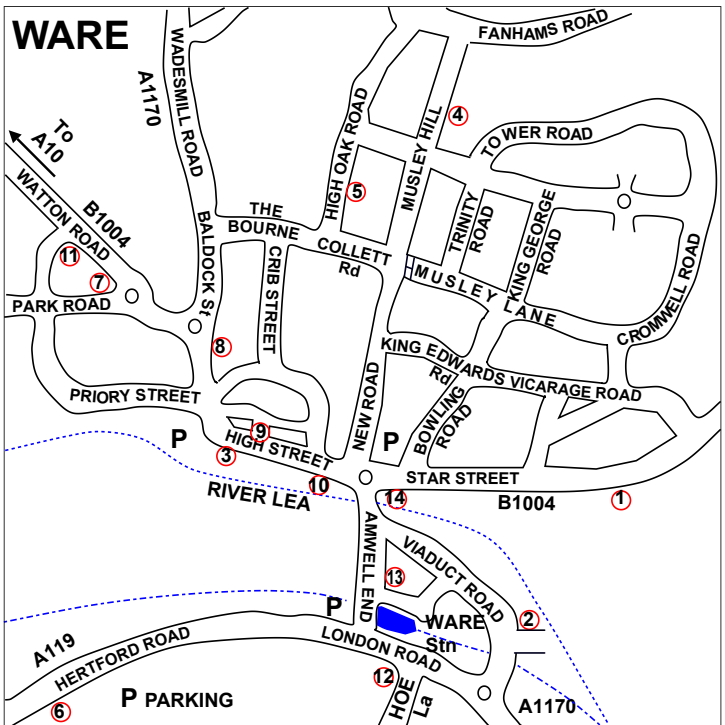 WARE
FANHAMS ROAD
WADESMILL ROAD
A1170
To
A10
WATTON ROAD
B1004
HIGH OAK ROAD
MUSLEY HILL
4
TO WER ROAD
5
THE
BOURNE
COLLETT
Rd
TRINITY
ROAD
KING GEORGE
ROAD
MUSLEY LANE
CROMWELL ROAD
BALDOCK St
CRIB STREET
11
7
PARK ROAD
8
KING EDWARDS
Rd
VICARAGE ROAD
PRIORY STREET
NEW ROAD
BOWLING
ROAD
P
9
HIGH STREET
P
3
10
STAR STREET
RIVER LEA
14
B1004
1
AMWELL END
VIADUCT ROAD
13
P
WARE
Stn
2
A119
HERTFORD ROAD
LONDON ROAD
12
HOE
La
A1170
6
P PARKING